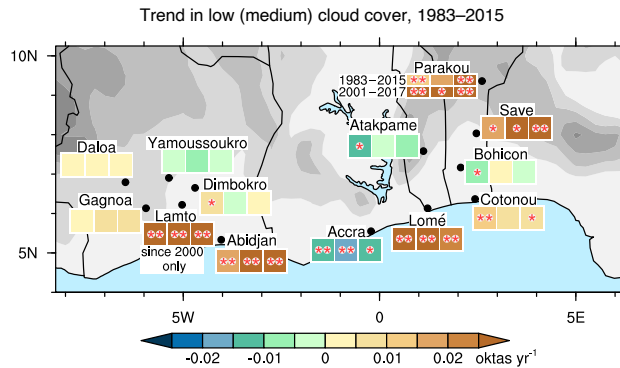 Trend in low (medium) cloud cover, 1983–2015
10N
Parakou
1983–2015
2001–2017
Save
Atakpame
Daloa
Yamoussoukro
Bohicon
Dimbokro
Gagnoa
Cotonou
Lamto
Accra
Lomé
since 2000
only
Abidjan
5N
5W
0
5E
-0.02
-0.01
0
0.01
0.02
oktas yr-1